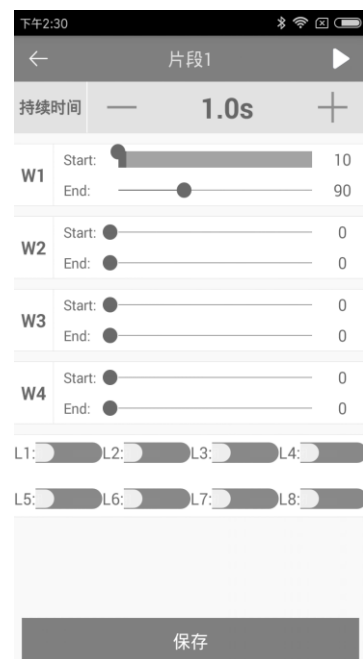 下午2:30
片段1
持续时间 — 1.0s +
W1 Start: 10
End: 90
W2 Start: 0
End: 0
W3 Start: 0
End: 0
W4 Start: 0
End: 0
L1: L2: L3: L4:
L5: L6: L7: L8:
保存